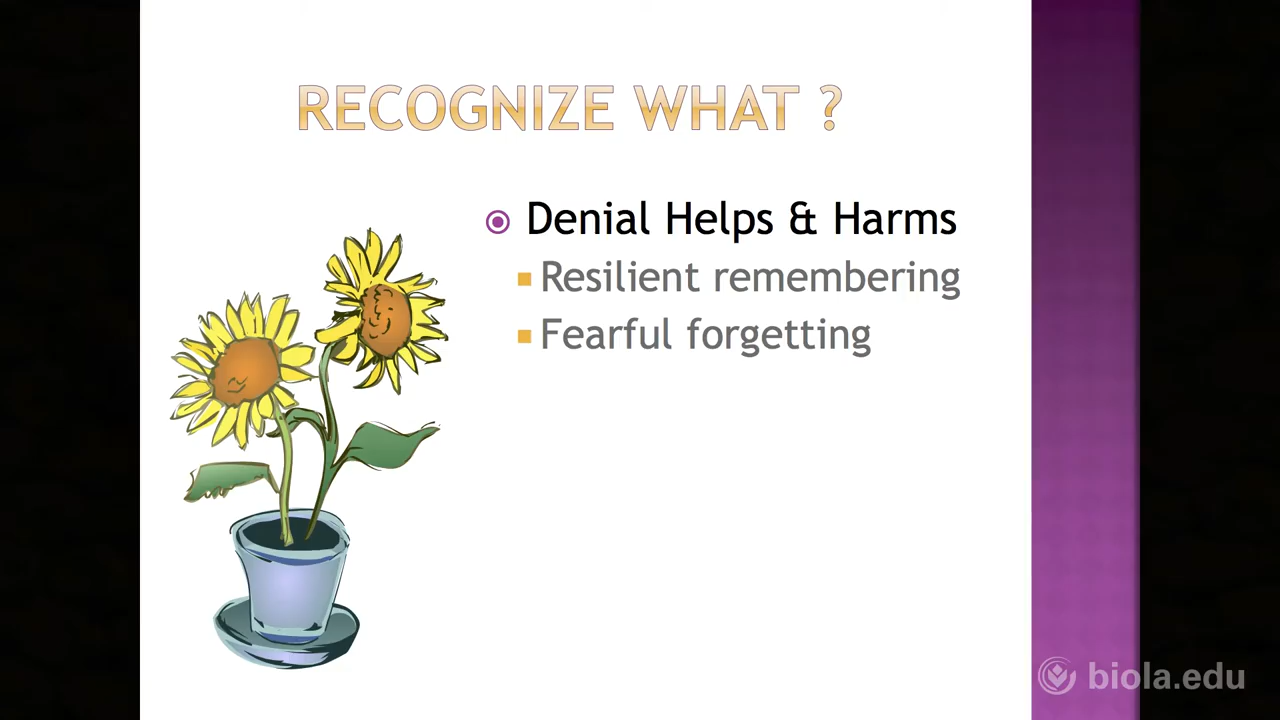 RECOGNIZE WHAT ?
Denial Helps & Harms
Resilient remembering
Fearful forgetting
biola.edu